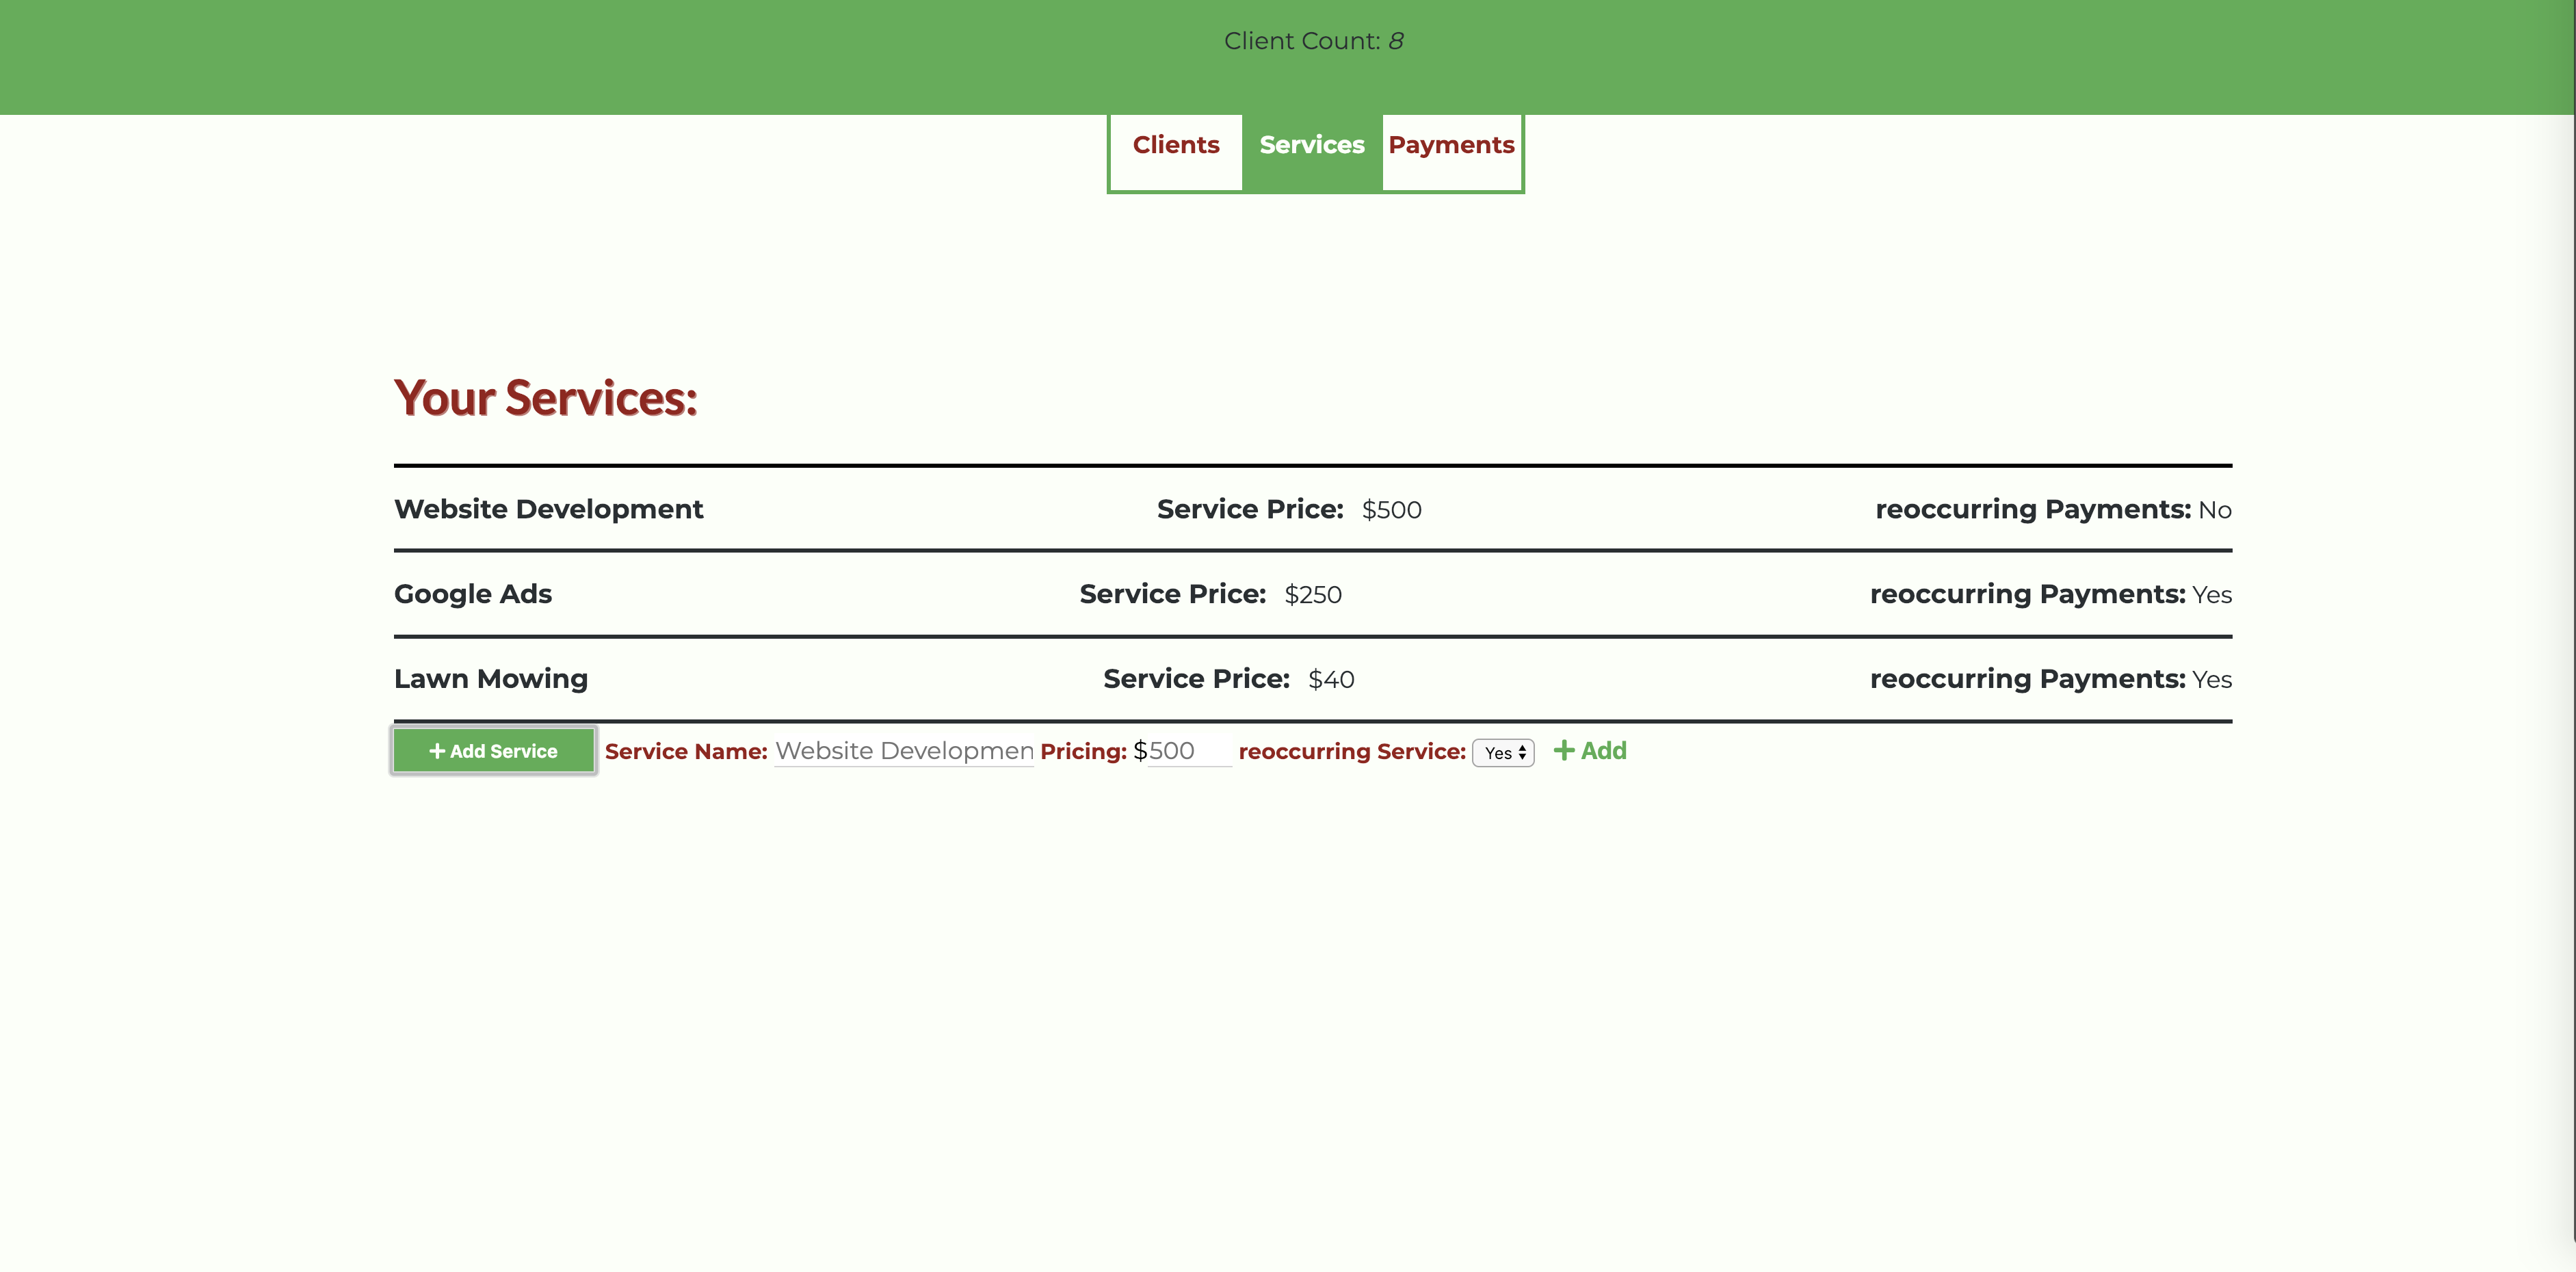 Client Count: 8
Clients Services Payments
Your Services:
Website Development Service Price: $500 reoccurring Payments: No
Google Ads Service Price: $250 reoccurring Payments: Yes
Lawn Mowing Service Price: $40 reoccurring Payments: Yes
+ Add Service Service Name: Website Developmen Pricing: $500 reoccurring Service: Yes + Add